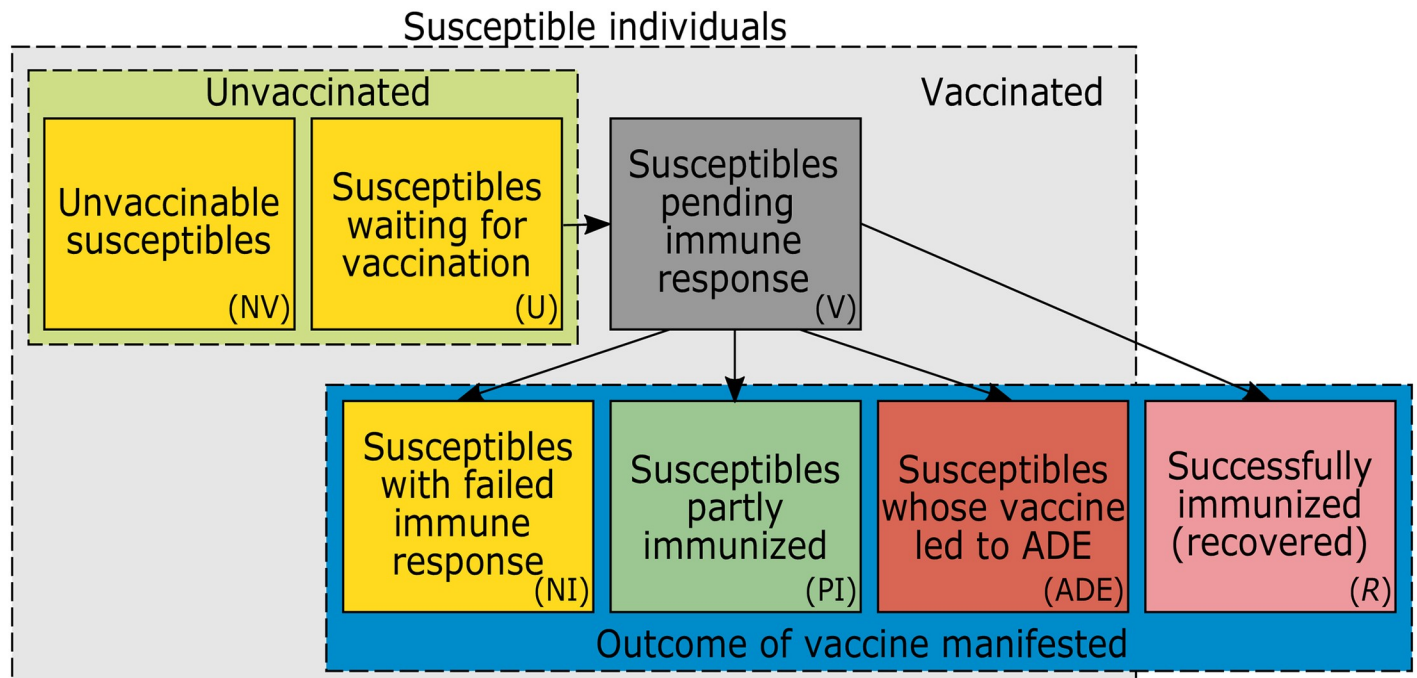 Susceptible individuals
Unvaccinated
Vaccinated
Unvaccinable
susceptibles
(NV)
Susceptibles
waiting for
vaccination
(U)
Susceptibles
pending
immune
response
(V)
Susceptibles
with failed
immune
response
(NI)
Susceptibles
partly
immunized
(PI)
Susceptibles
whose vaccine
led to ADE
(ADE)
Successfully
immunized
(recovered)
(R)
Outcome of vaccine manifested